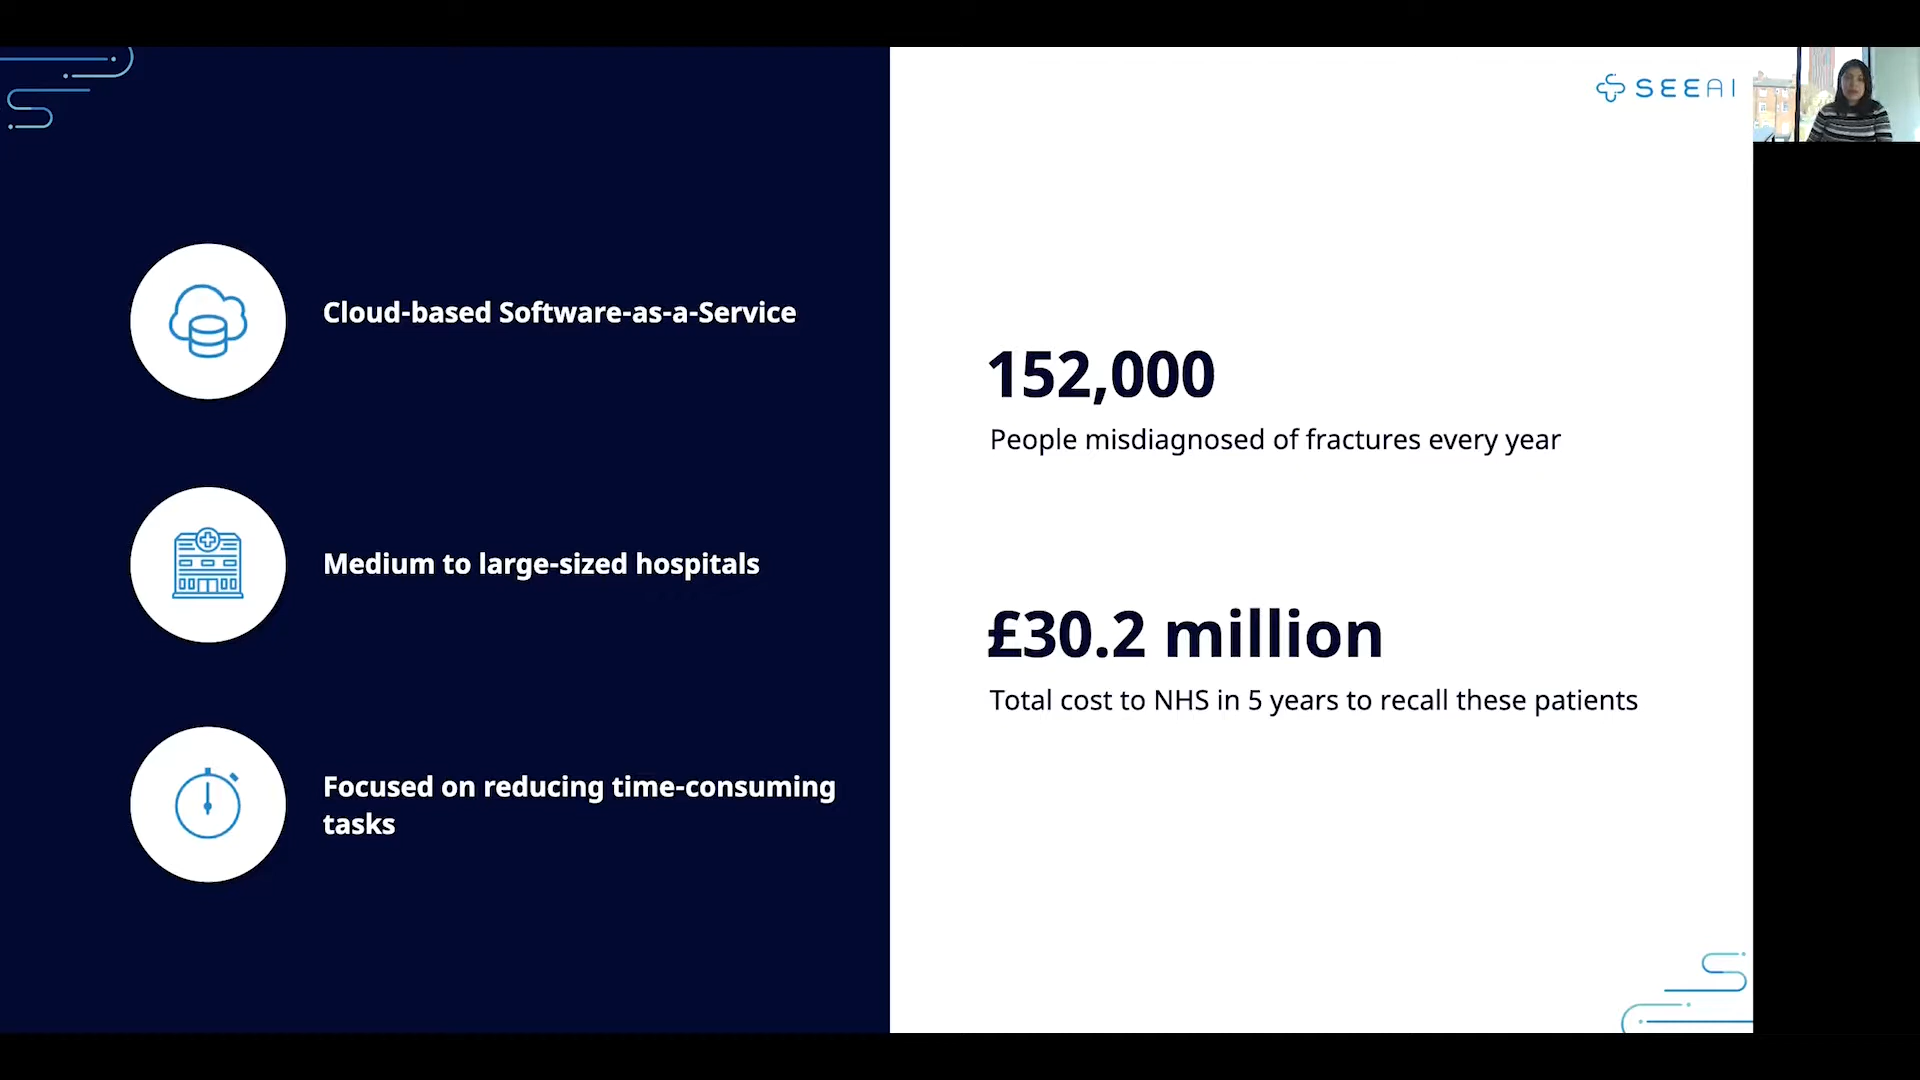 SEEAI
Cloud-based Software-as-a-Service
Medium to large-sized hospitals
Focused on reducing time-consuming
tasks
152,000
People misdiagnosed of fractures every year
£30.2 million
Total cost to NHS in 5 years to recall these patients